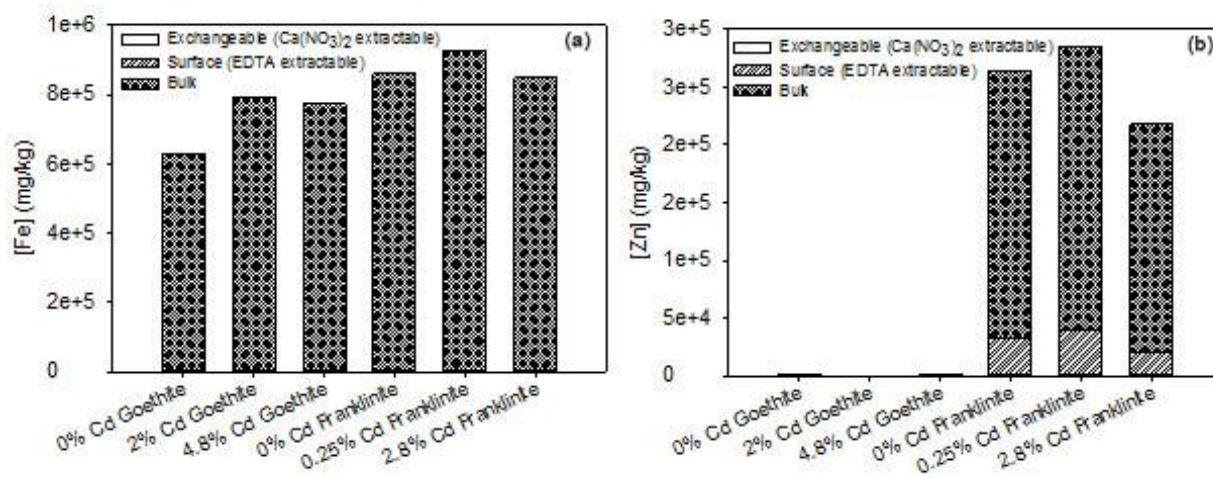 1e+6
8e+5
6e+5
4e+5
2e+5
0
[Fe] (mg/kg)
Exchangeable (Ca(NO3)2 extractable)
Surface (EDTA extractable)
Bulk
(a)
0% Cd Goethite
2% Cd Goethite
4.8% Cd Goethite
0% Cd Franklinite
0.25% Cd Franklinite
2.8% Cd Franklinite
3e+5
3e+5
2e+5
2e+5
1e+5
5e+4
0
[Zn] (mg/kg)
Exchangeable (Ca(NO3)2 extractable)
Surface (EDTA extractable)
Bulk
(b)
0% Cd Goethite
2% Cd Goethite
4.8% Cd Goethite
0% Cd Franklinite
0.25% Cd Franklinite
2.8% Cd Franklinite